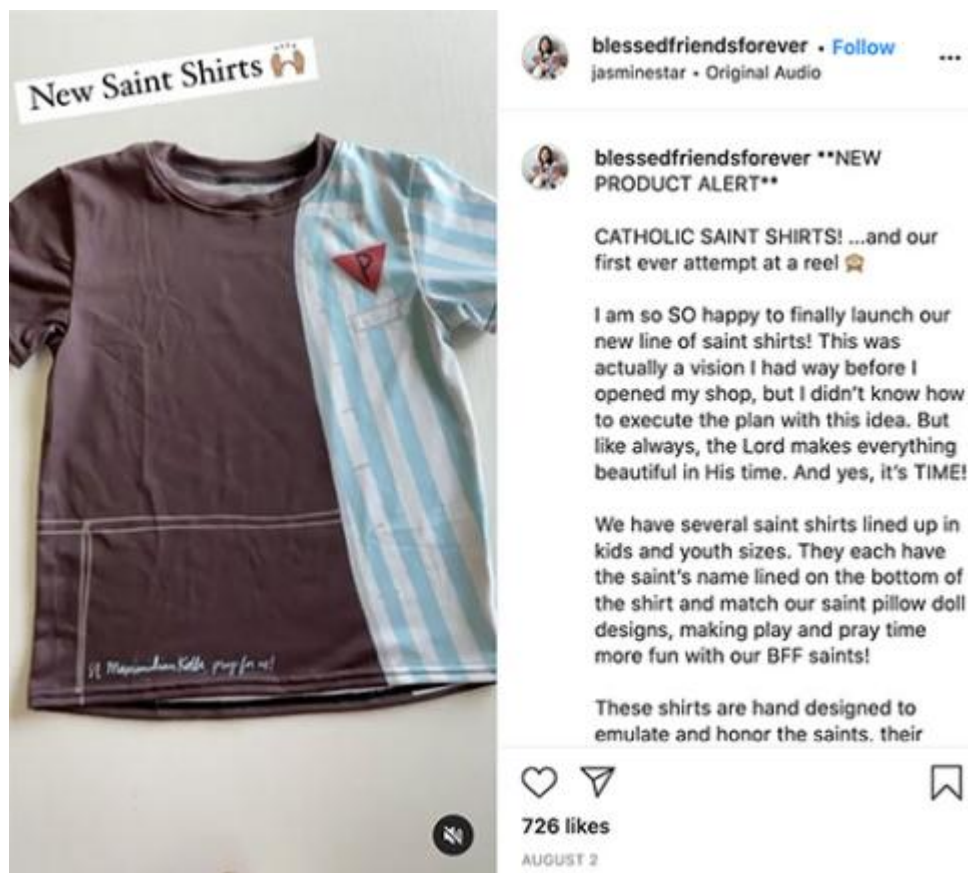 New Saint Shirts 🙌🏽
P
St Maximilian Kolbe, pray for us!
blessedfriendsforever • Follow
jasminestar • Original Audio
blessedfriendsforever **NEW
PRODUCT ALERT**
CATHOLIC SAINT SHIRTS! ...and our
first ever attempt at a reel 🙈
I am so SO happy to finally launch our
new line of saint shirts! This was
actually a vision I had way before I
opened my shop, but I didn't know how
to execute the plan with this idea. But
like always, the Lord makes everything
beautiful in His time. And yes, it's TIME!
We have several saint shirts lined up in
kids and youth sizes. They each have
the saint's name lined on the bottom of
the shirt and match our saint pillow doll
designs, making play and pray time
more fun with our BFF saints!
These shirts are hand designed to
emulate and honor the saints, their
726 likes
AUGUST 2